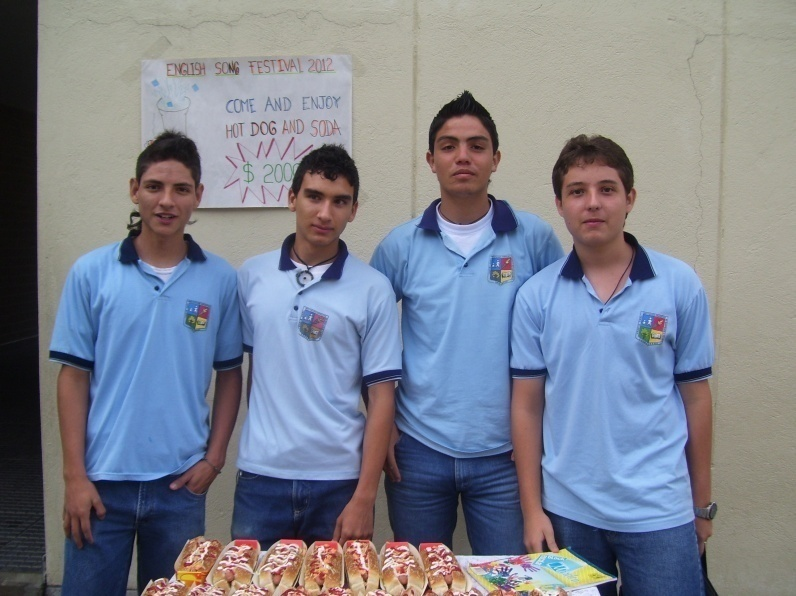 ENGLISH SONG FESTIVAL 2012
COME AND ENJOY
HOT DOG AND SODA
$ 2000